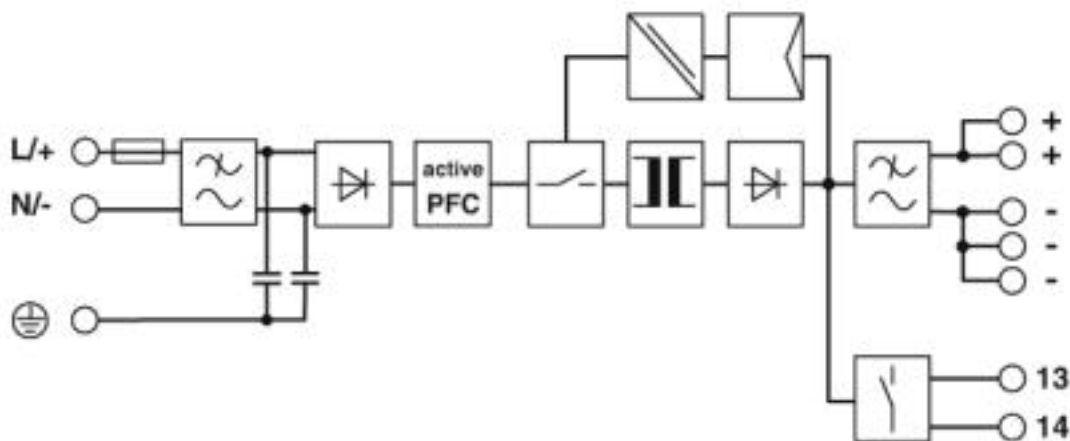 L/+
N/-
active
PFC
+
+
-
-
-
13
14